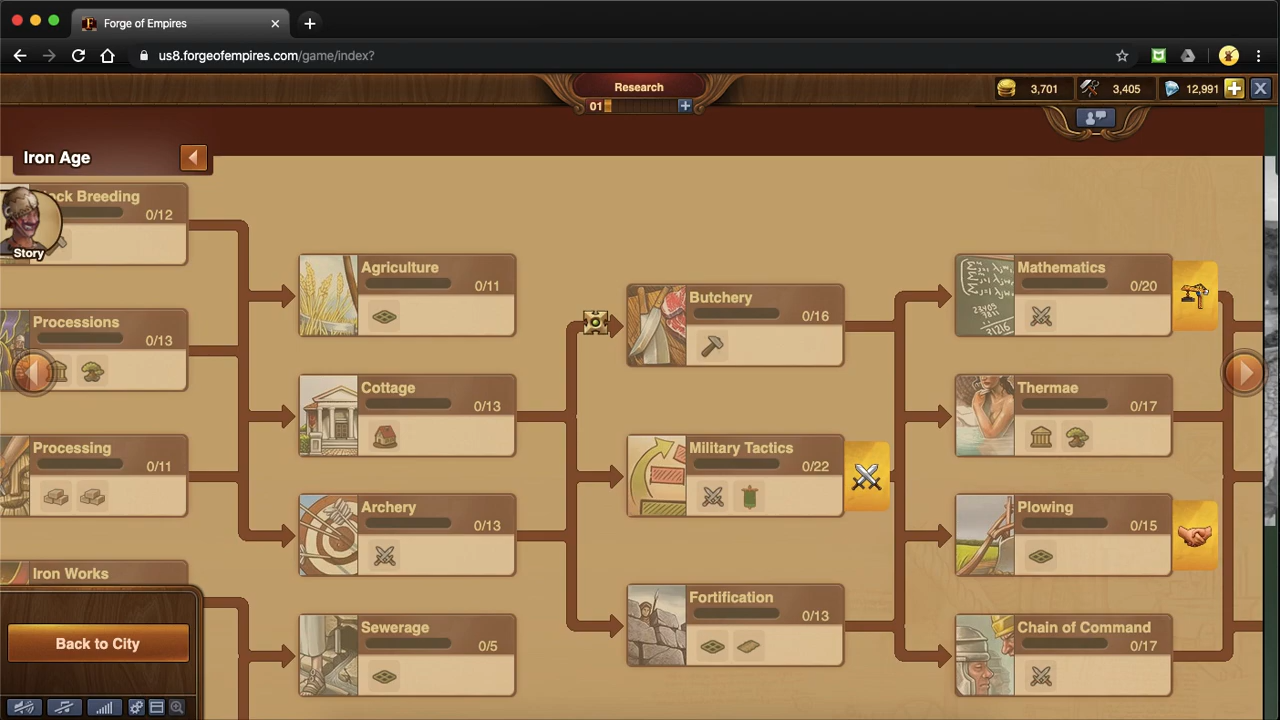 Forge of Empires
us8.forgeofempires.com/game/index?
Research
01
3,701
3,405
12,991
Iron Age
ock Breeding
0/12
Story
Processions
0/13
Processing
0/11
Iron Works
Agriculture
0/11
Cottage
0/13
Archery
0/13
Sewerage
0/5
Butchery
0/16
Military Tactics
0/22
Fortification
0/13
Mathematics
0/20
Thermae
0/17
Plowing
0/15
Chain of Command
0/17
Back to City